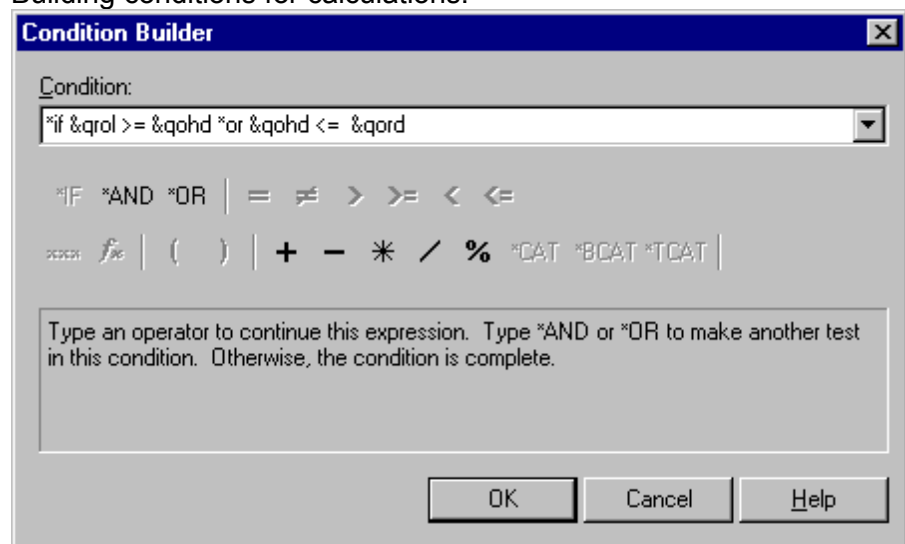 Building conditions for calculations.
Condition Builder
Condition:
*if &qrol >= &qohd *or &qohd <=  &qord
*IF *AND *OR = ≠ > >= < <=
xxx fx ( ) + - * / % *CAT *BCAT *TCAT
Type an operator to continue this expression.  Type *AND or *OR to make another test
in this condition.  Otherwise, the condition is complete.
OK Cancel Help